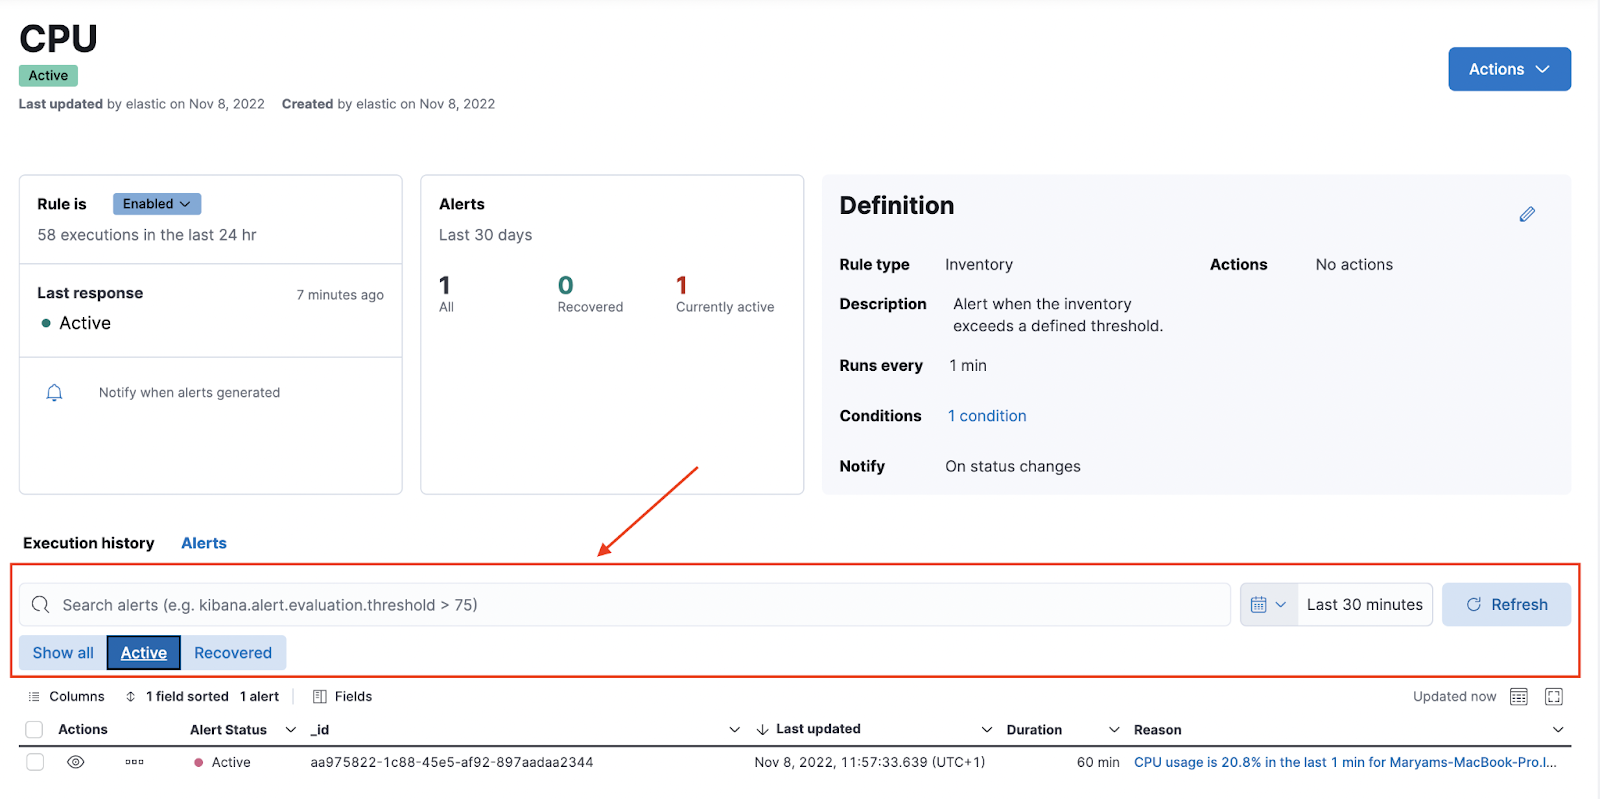 CPU
Active
Actions
Last updated by elastic on Nov 8, 2022 Created by elastic on Nov 8, 2022
Rule is Enabled
58 executions in the last 24 hr
Last response 7 minutes ago
Active
Notify when alerts generated
Alerts
Last 30 days
1 0 1
All Recovered Currently active
Definition
Rule type Inventory Actions No actions
Description Alert when the inventory
exceeds a defined threshold.
Runs every 1 min
Conditions 1 condition
Notify On status changes
Execution history Alerts
Search alerts (e.g. kibana.alert.evaluation.threshold > 75) Last 30 minutes Refresh
Show all Active Recovered
Columns 1 field sorted 1 alert Fields Updated now
Actions Alert Status _id Last updated Duration Reason
Active aa975822-1c88-45e5-af92-897aadaa2344 Nov 8, 2022, 11:57:33.639 (UTC+1) 60 min CPU usage is 20.8% in the last 1 min for Maryams-MacBook-Pro.l...